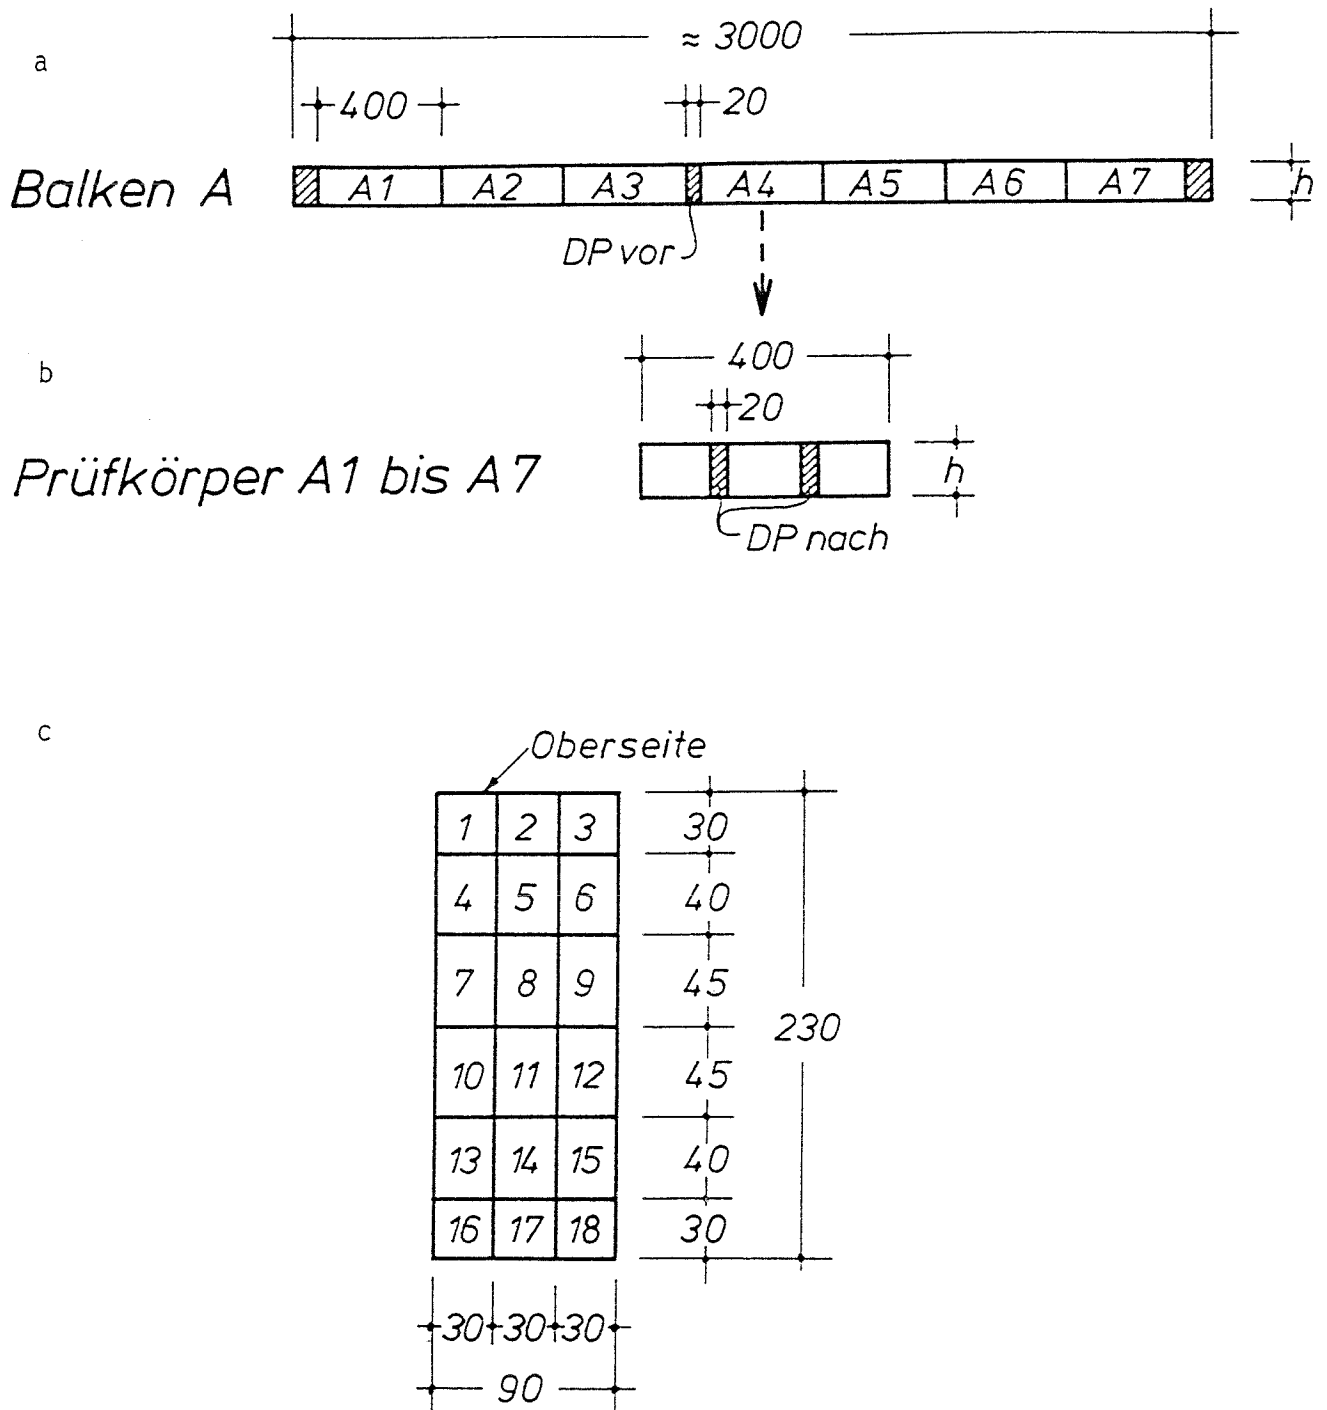 ≈ 3000
a
400 20
Balken A A1 A2 A3 A4 A5 A6 A7 h
DP vor
400
b
20
Prüfkörper A1 bis A7 h
DP nach
c
Oberseite
1 2 3 30
4 5 6 40
7 8 9 45
230
10 11 12 45
13 14 15 40
16 17 18 30
30 30 30
90